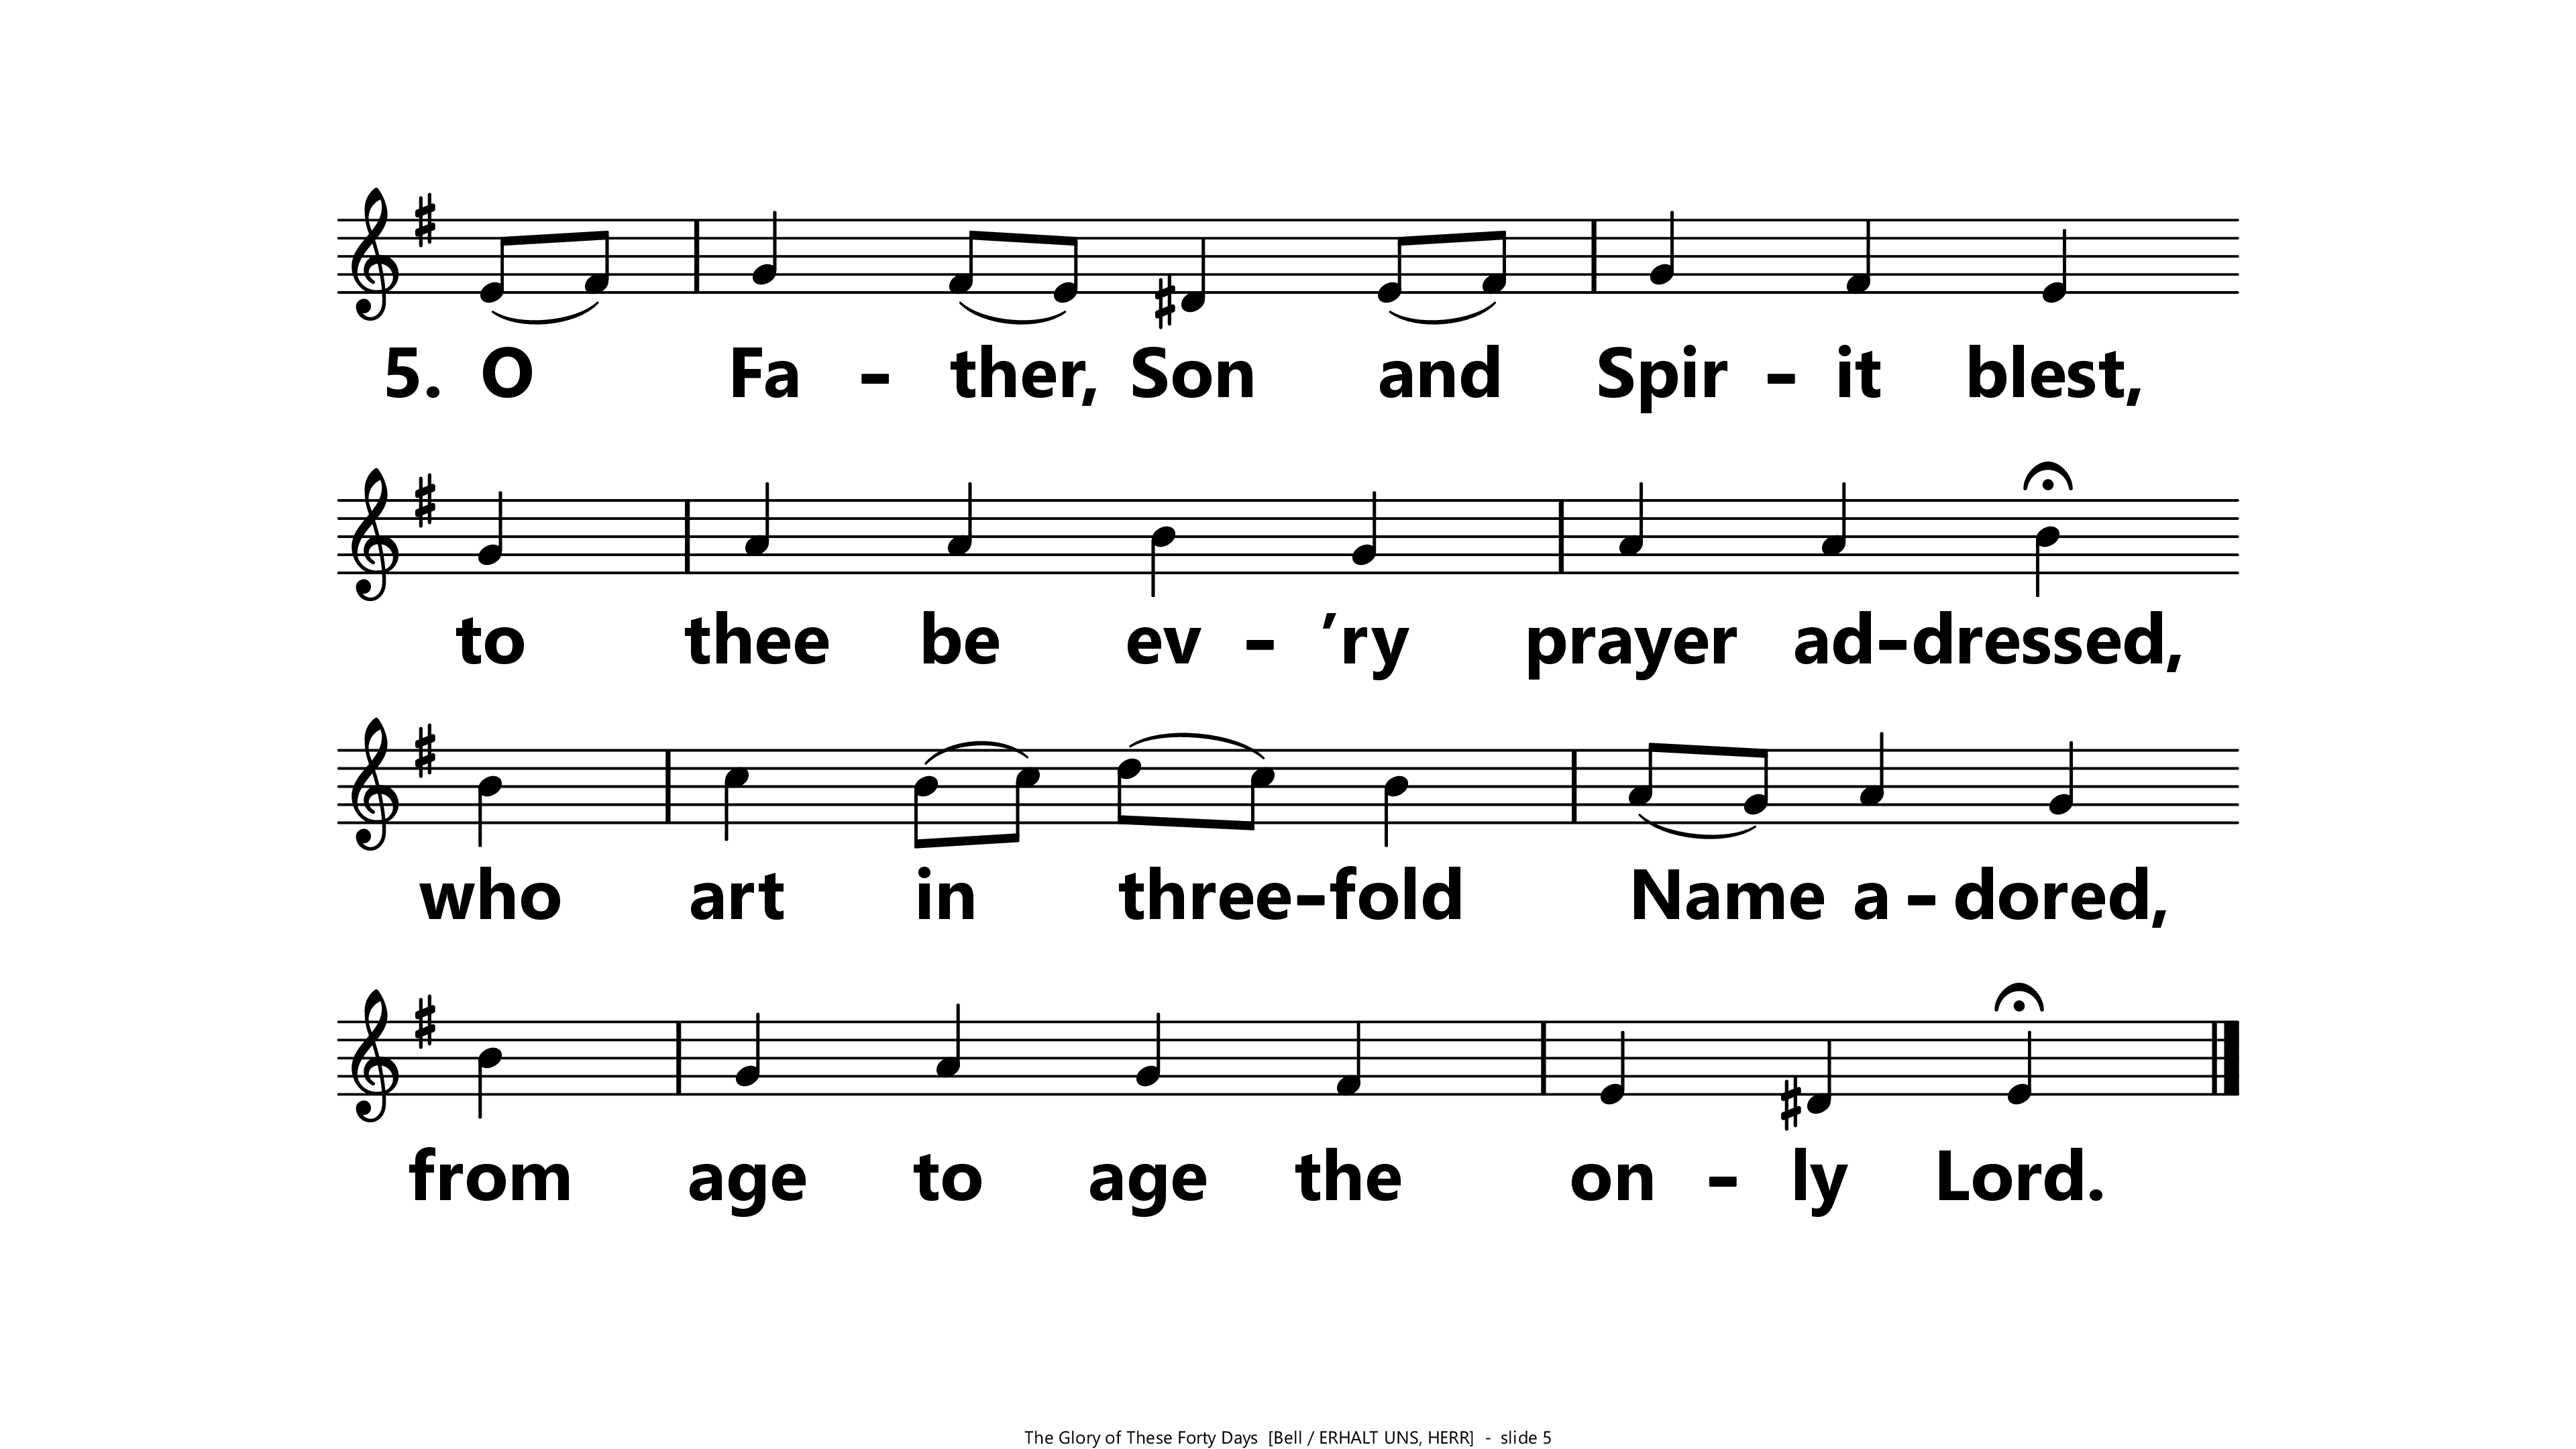 5. O Fa - ther, Son and Spir - it blest,
to thee be ev - ’ry prayer ad-dressed,
who art in three-fold Name a - dored,
from age to age the on - ly Lord.
The Glory of These Forty Days [Bell / ERHALT UNS, HERR] - slide 5